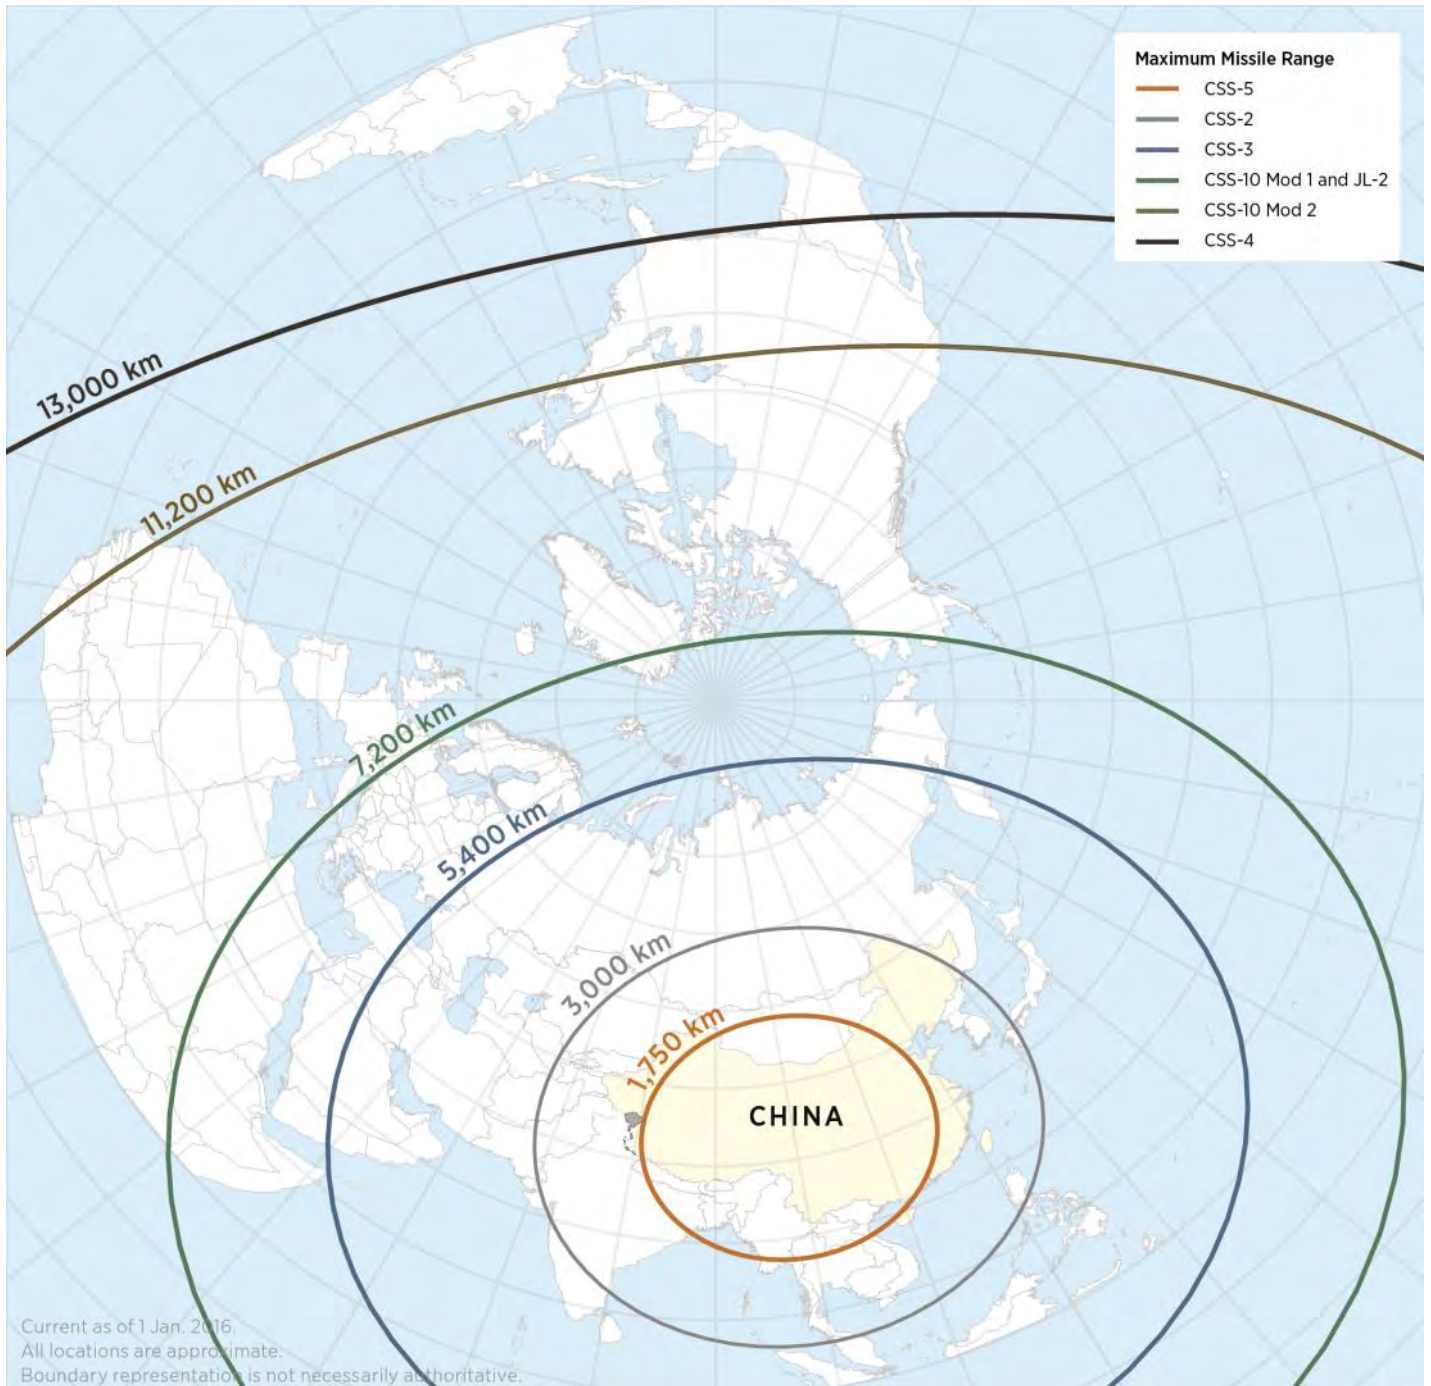 Maximum Missile Range
CSS-5
CSS-2
CSS-3
CSS-10 Mod 1 and JL-2
CSS-10 Mod 2
CSS-4
13,000 km
11,200 km
7,200 km
5,400 km
3,000 km
1,750 km
CHINA
Current as of 1 Jan. 2016.
All locations are approximate.
Boundary representation is not necessarily authoritative.